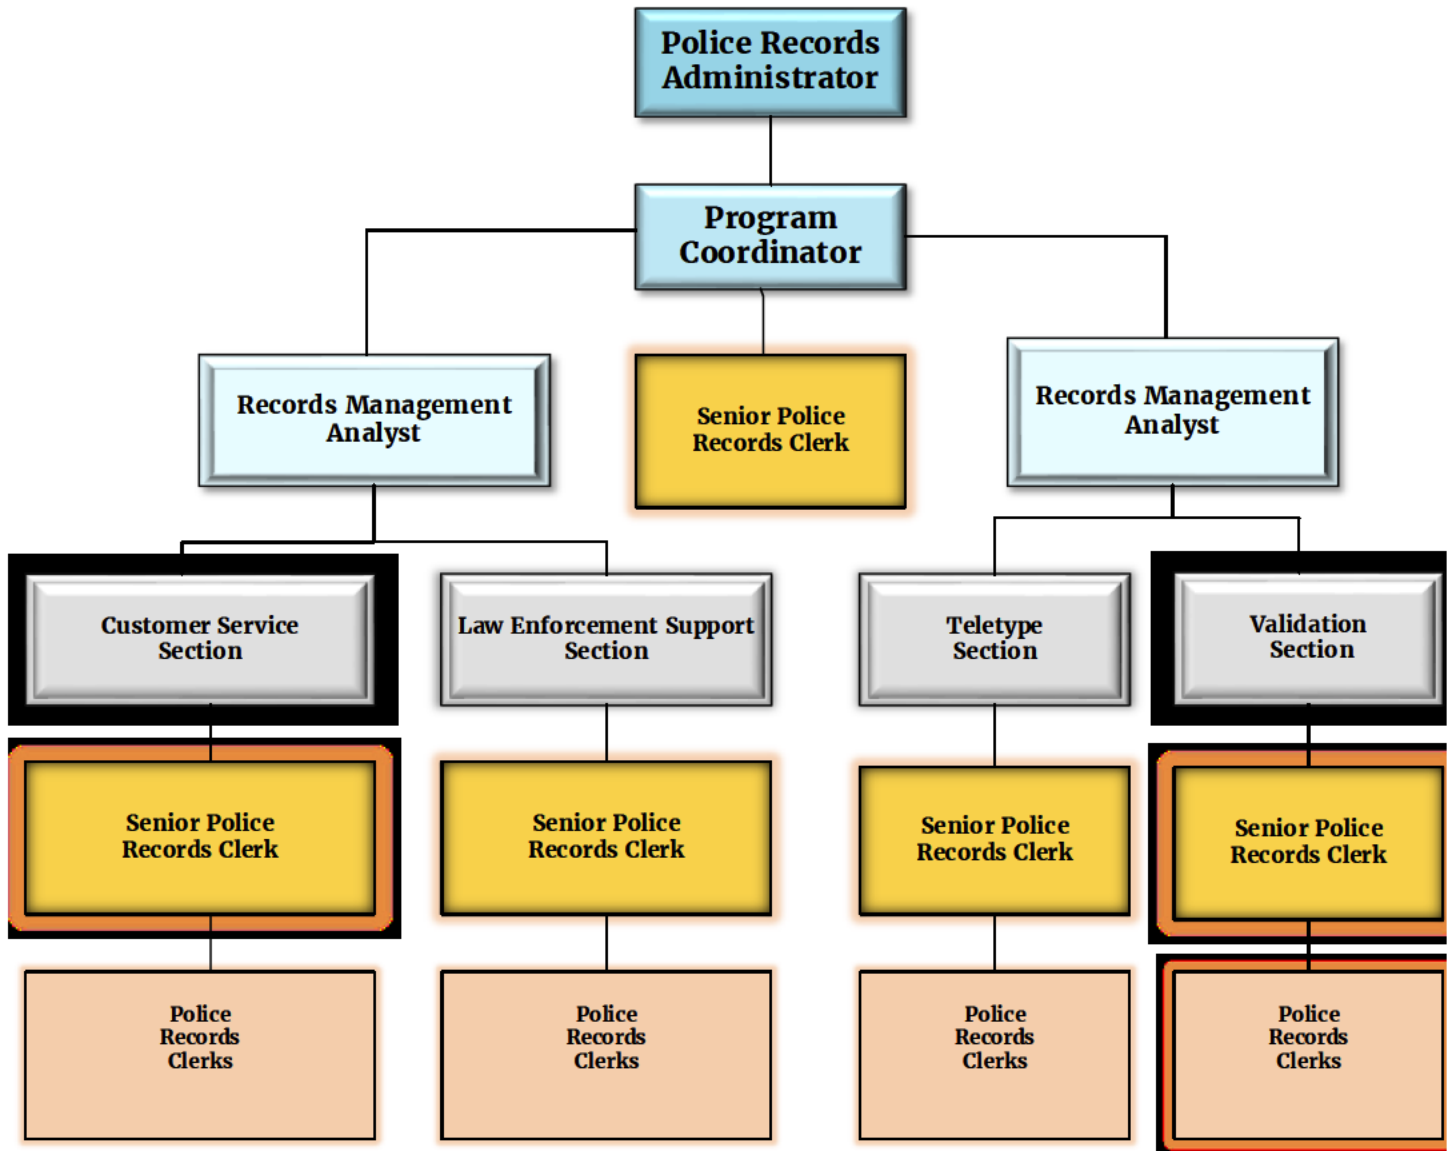 Police Records
Administrator
Program
Coordinator
Records Management
Analyst
Senior Police
Records Clerk
Records Management
Analyst
Customer Service
Section
Law Enforcement Support
Section
Teletype
Section
Validation
Section
Senior Police
Records Clerk
Senior Police
Records Clerk
Senior Police
Records Clerk
Senior Police
Records Clerk
Police
Records
Clerks
Police
Records
Clerks
Police
Records
Clerks
Police
Records
Clerks